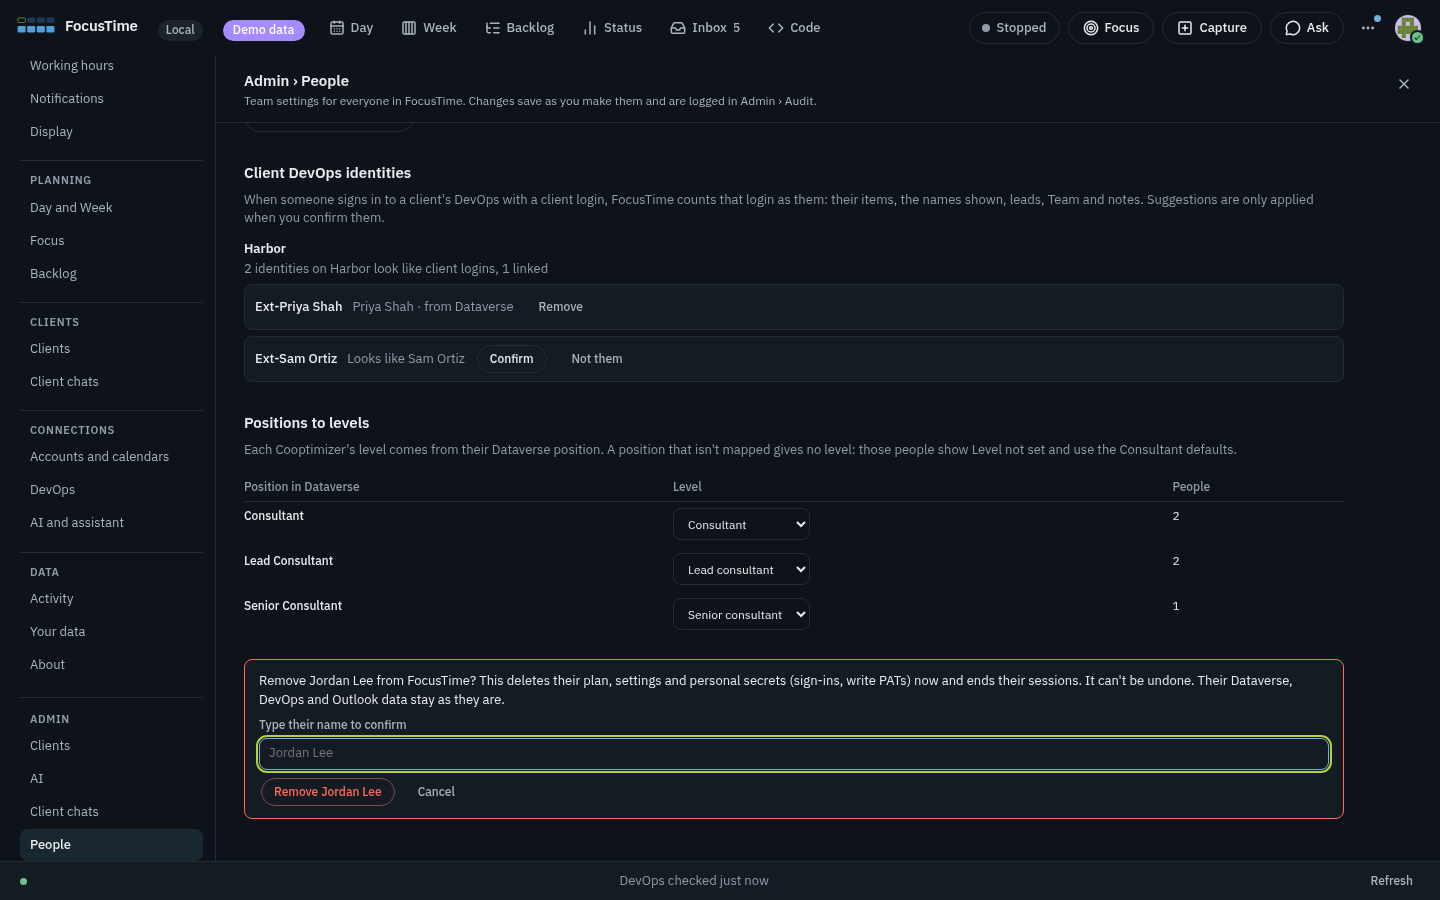 FocusTime
Local
Demo data
Day
Week
Backlog
Status
Inbox 5
Code
Stopped
Focus
Capture
Ask
Working hours
Notifications
Display
PLANNING
Day and Week
Focus
Backlog
CLIENTS
Clients
Client chats
CONNECTIONS
Accounts and calendars
DevOps
AI and assistant
DATA
Activity
Your data
About
ADMIN
Clients
AI
Client chats
People
Admin › People
Team settings for everyone in FocusTime. Changes save as you make them and are logged in Admin › Audit.
Client DevOps identities
When someone signs in to a client's DevOps with a client login, FocusTime counts that login as them: their items, the names shown, leads, Team and notes. Suggestions are only applied
when you confirm them.
Harbor
2 identities on Harbor look like client logins, 1 linked
Ext-Priya Shah Priya Shah · from Dataverse Remove
Ext-Sam Ortiz Looks like Sam Ortiz Confirm Not them
Positions to levels
Each Cooptimizer's level comes from their Dataverse position. A position that isn't mapped gives no level: those people show Level not set and use the Consultant defaults.
Position in Dataverse Level People
Consultant Consultant 2
Lead Consultant Lead consultant 2
Senior Consultant Senior consultant 1
Remove Jordan Lee from FocusTime? This deletes their plan, settings and personal secrets (sign-ins, write PATs) now and ends their sessions. It can't be undone. Their Dataverse,
DevOps and Outlook data stay as they are.
Type their name to confirm
Jordan Lee
Remove Jordan Lee Cancel
DevOps checked just now
Refresh